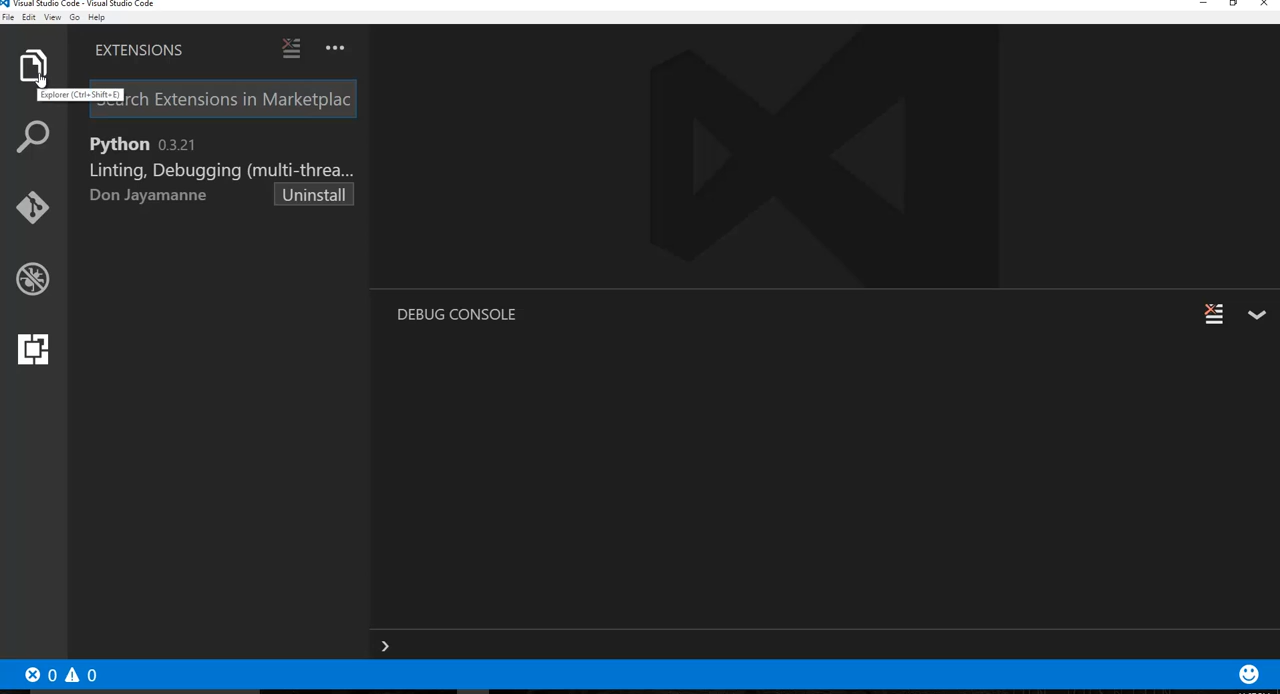 Visual Studio Code - Visual Studio Code
File Edit View Go Help
EXTENSIONS
Explorer (Ctrl+Shift+E)
Search Extensions in Marketplac
Python 0.3.21
Linting, Debugging (multi-threa...
Don Jayamanne Uninstall
DEBUG CONSOLE
0 0